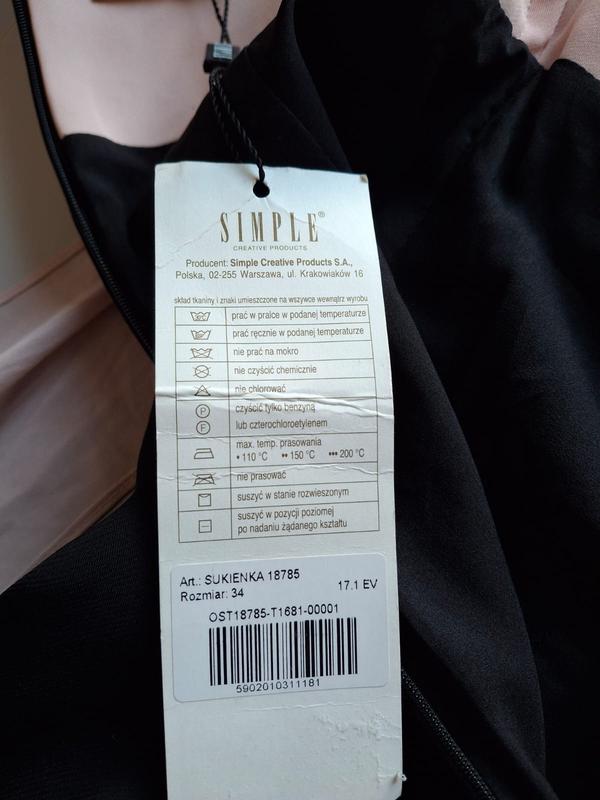 SIMPLE®
CREATIVE PRODUCTS
Producent: Simple Creative Products S.A.,
Polska, 02-255 Warszawa, ul. Krakowiaków 16
skład tkaniny i znaki umieszczone na wszywce wewnątrz wyrobu
prać w pralce w podanej temperaturze
prać ręcznie w podanej temperaturze
nie prać na mokro
nie czyścić chemicznie
nie chlorować
P czyścić tylko benzyną
F lub czterochloroetylenem
max. temp. prasowania
• 110 °C •• 150 °C ••• 200 °C
nie prasować
suszyć w stanie rozwieszonym
suszyć w pozycji poziomej
po nadaniu żądanego kształtu
Art.: SUKIENKA 18785
Rozmiar: 34 17.1 EV
OST18785-T1681-00001
5902010311181